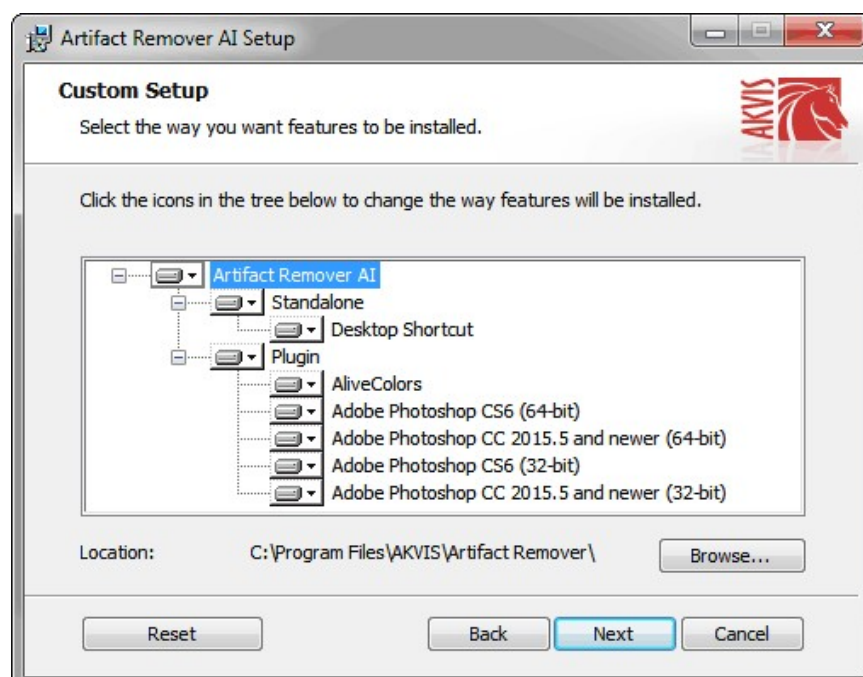 Artifact Remover AI Setup
Custom Setup
Select the way you want features to be installed.
AKVIS
Click the icons in the tree below to change the way features will be installed.
Artifact Remover AI
Standalone
Desktop Shortcut
Plugin
AliveColors
Adobe Photoshop CS6 (64-bit)
Adobe Photoshop CC 2015.5 and newer (64-bit)
Adobe Photoshop CS6 (32-bit)
Adobe Photoshop CC 2015.5 and newer (32-bit)
Location: C:\Program Files\AKVIS\Artifact Remover\ Browse...
Reset Back Next Cancel